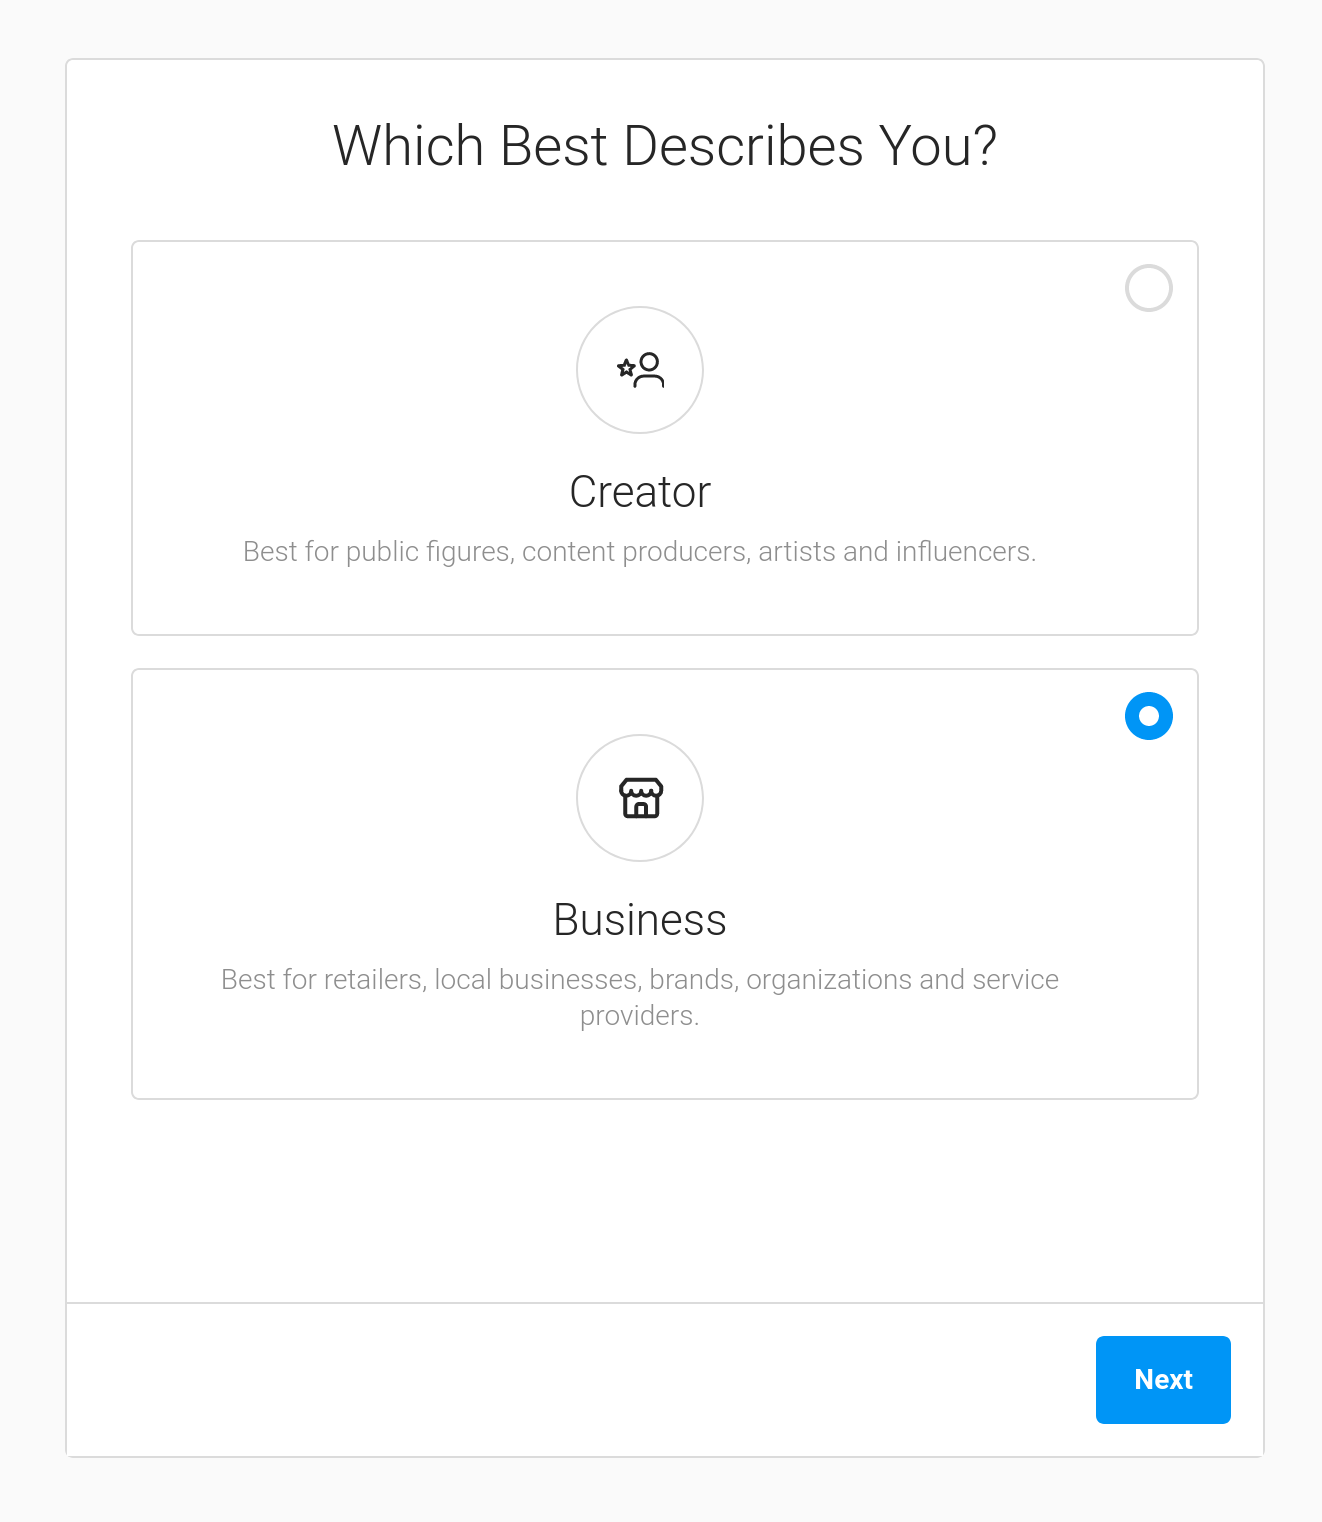 Which Best Describes You?
Creator
Best for public figures, content producers, artists and influencers.
Business
Best for retailers, local businesses, brands, organizations and service
providers.
Next